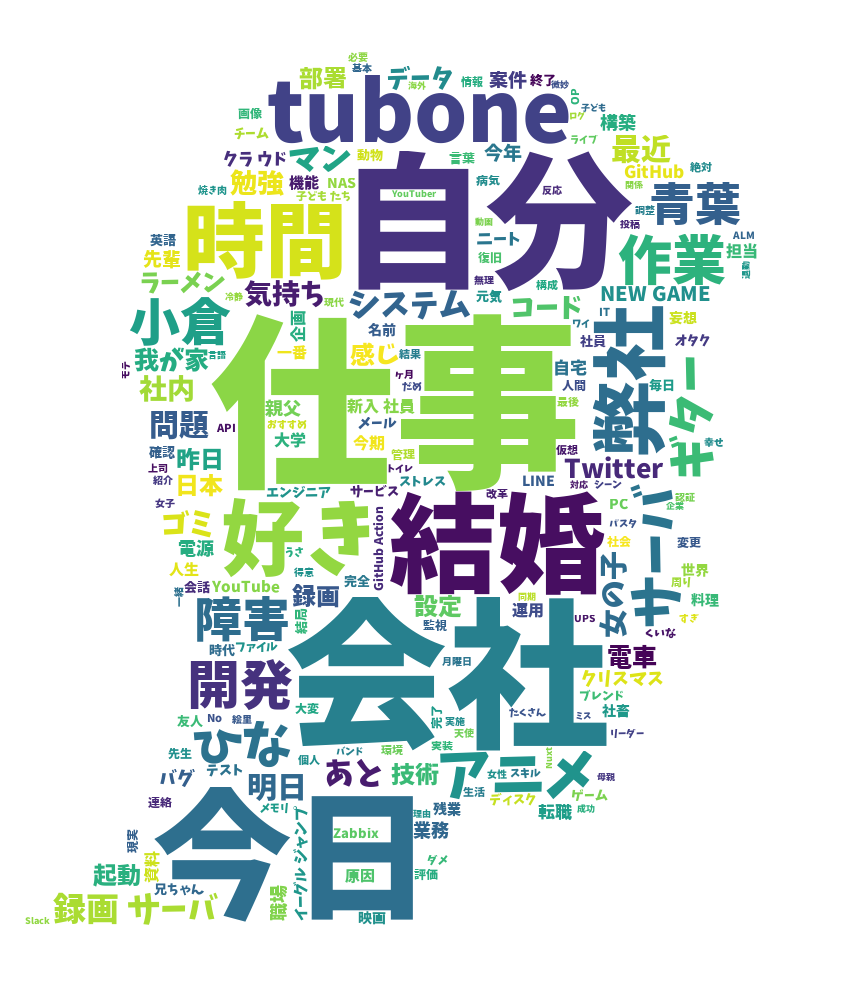 必要
基本
部署
データ
海外
情報
案件
終了
微妙
OP
子ども
ログ
画像
チーム
tubone
構築
ライブ
クラウド
マン
動物
言葉
今年
最近
GitHub
関係
絶対
勉強
機能
NAS
子どもたち
焼き肉
YouTuber
病気
反応
自分
青葉
調整
投稿
動画
時間
英語
先輩
ニート
復旧
作業
ALM
担当
ラーメン
気持ち
冷静
現代
無理
元気
構成
システム
コード
NEW GAME
IT
小倉
企画
名前
ワイ
社員
弊社
妄想
オタク
我が家
言語
モテ
一番
感じ
結果
仕事
自宅
人間
毎日
ギター
社内
ヶ月
だめ
親父
新入 社員
最後
おすすめ
問題
API
大学
メール
今期
管理
仮想
幸せ
確認
上司
紹介
昨日
トイレ
Twitter
対応
シーン
日本
女子
エンジニア
サービス
ストレス
LINE
改革
PC
認証
企業
サーバ
ゴミ
好き
結婚
GitHub Action
パスタ
電源
うさ
社会
変更
人生
得意
完全
女の子
世界
周り
会話
YouTube
一緒
録画
設定
同期
運用
料理
障害
結局
監視
UPS
すぎ
くいな
時代
ファイル
会社
月曜日
電車
開発
クリスマス
ブレンド
大変
完了
たくさん
ミス
社畜
友人
No
絵里
実施
天使
リーダー
ひな
バンド
環境
実装
Nuxt
先生
個人
あと
技術
アニメ
女性
スキル
母親
バグ
テスト
明日
生活
ディスク
ゲーム
連絡
メモリ
今日
理由
残業
転職
成功
現実
イーグル ジャンプ
Zabbix
業務
資料
起動
兄ちゃん
原因
ダメ
評価
職場
録画 サーバ
Slack
映画